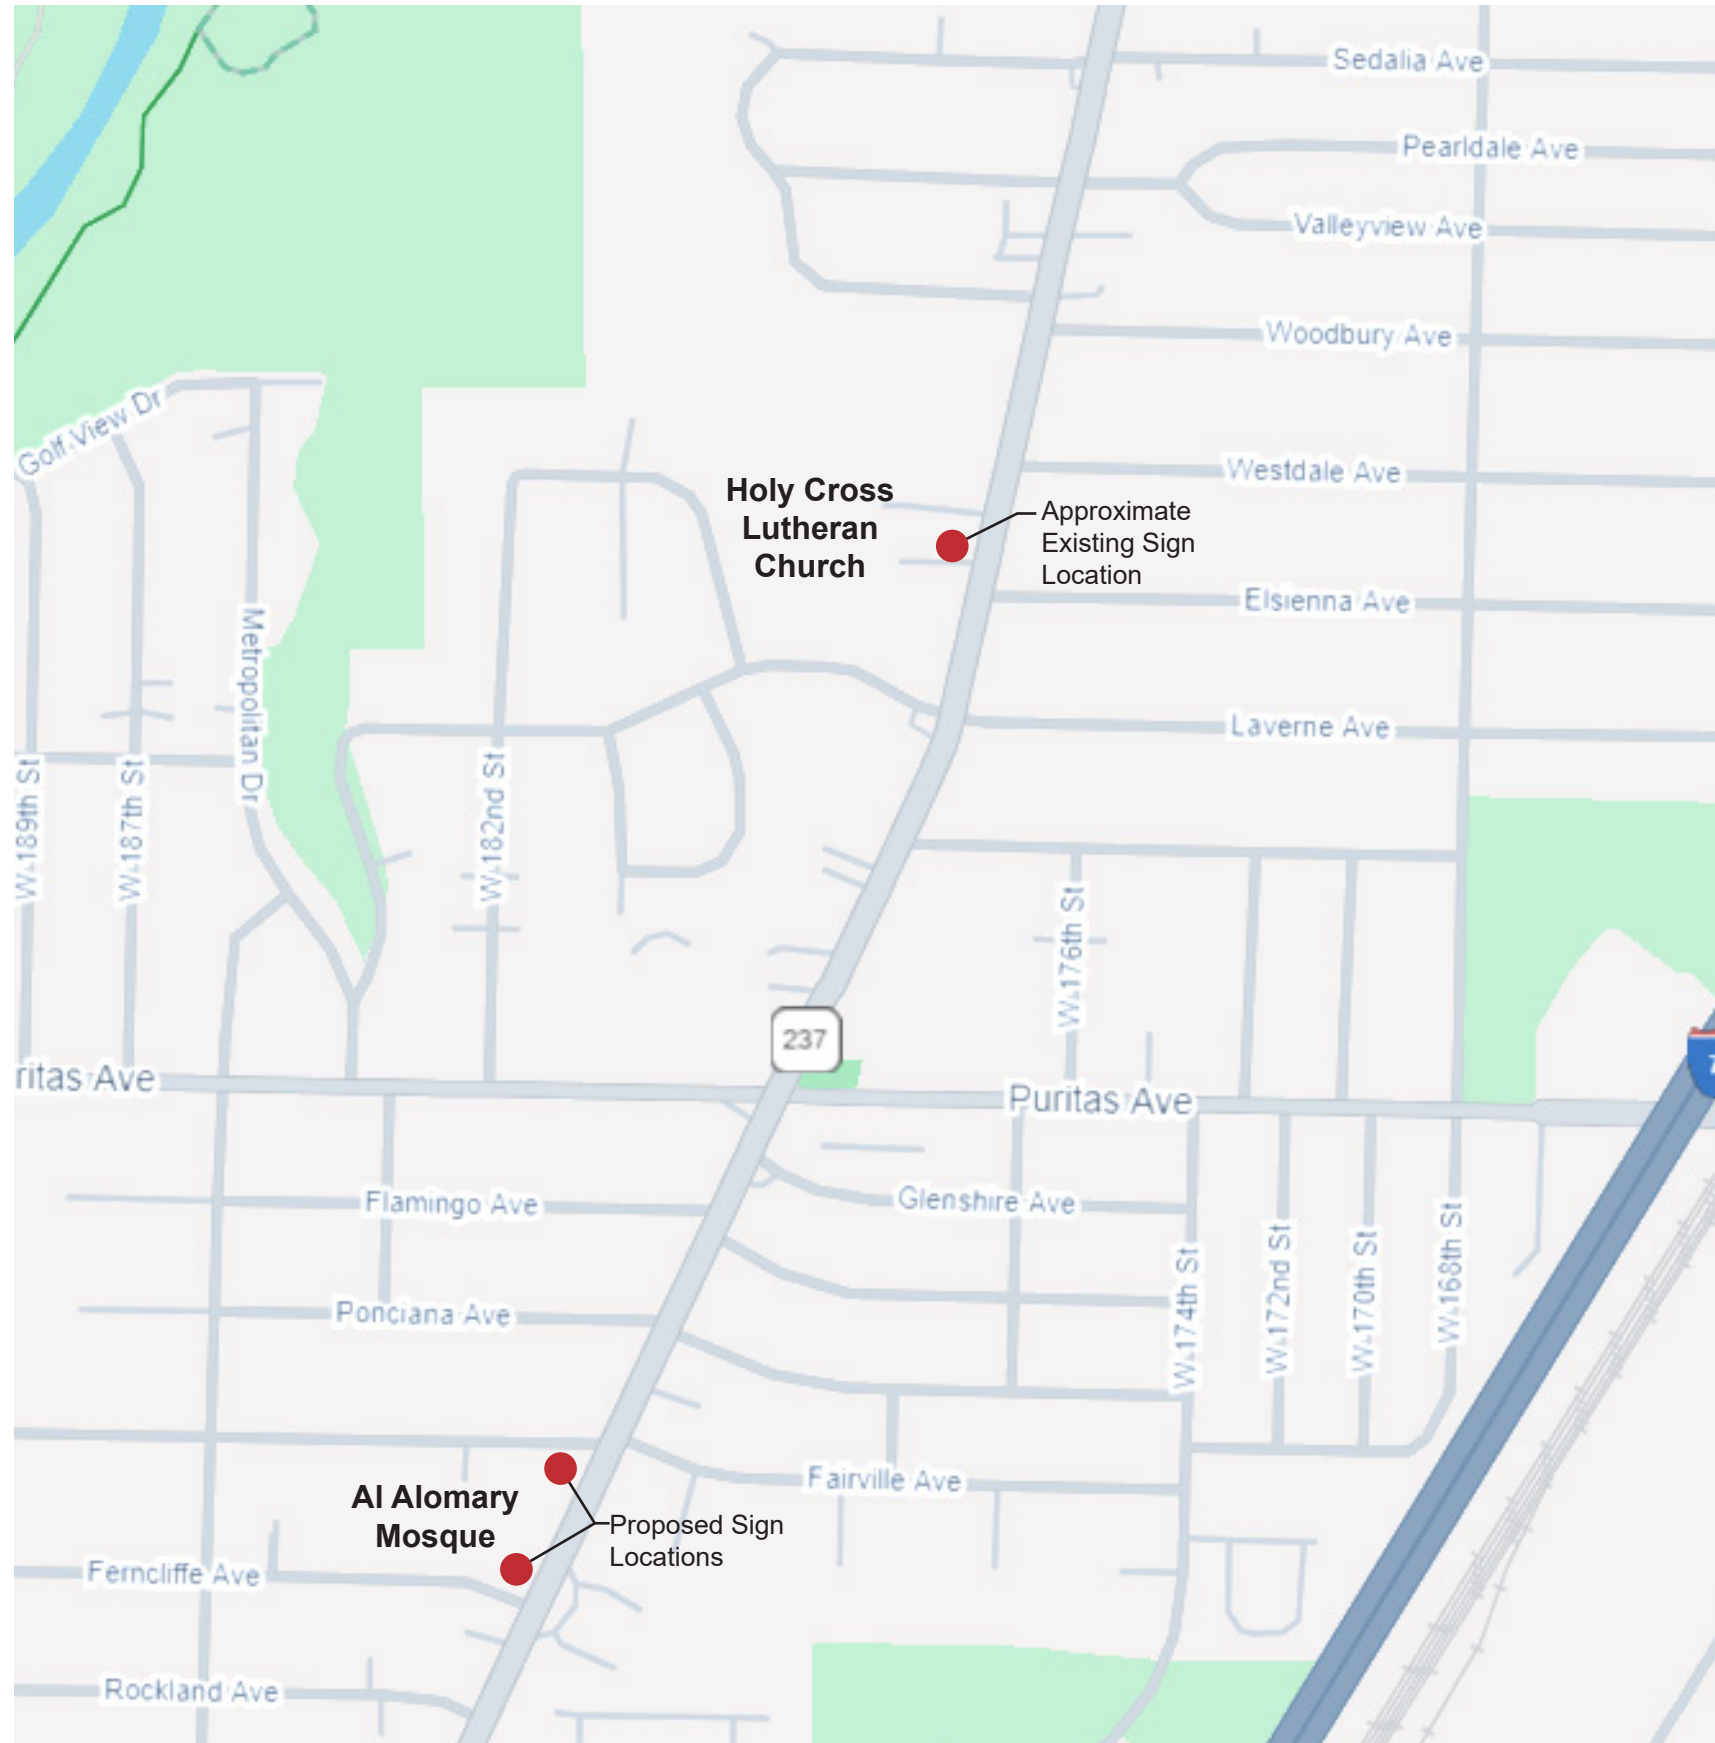 Sedalia Ave
Pearldale Ave
Valleyview Ave
Woodbury Ave
Golf View Dr
Westdale Ave
Holy Cross
Lutheran
Church
Approximate
Existing Sign
Location
Elsienna Ave
Metropolitan Dr
Laverne Ave
W 189th St
W 187th St
W 182nd St
W 176th St
237
ritas Ave
Puritas Ave
7
Flamingo Ave
Glenshire Ave
W 174th St
W 172nd St
W 170th St
W 168th St
Ponciana Ave
Fairville Ave
Al Alomary
Mosque
Proposed Sign
Locations
Ferncliffe Ave
Rockland Ave